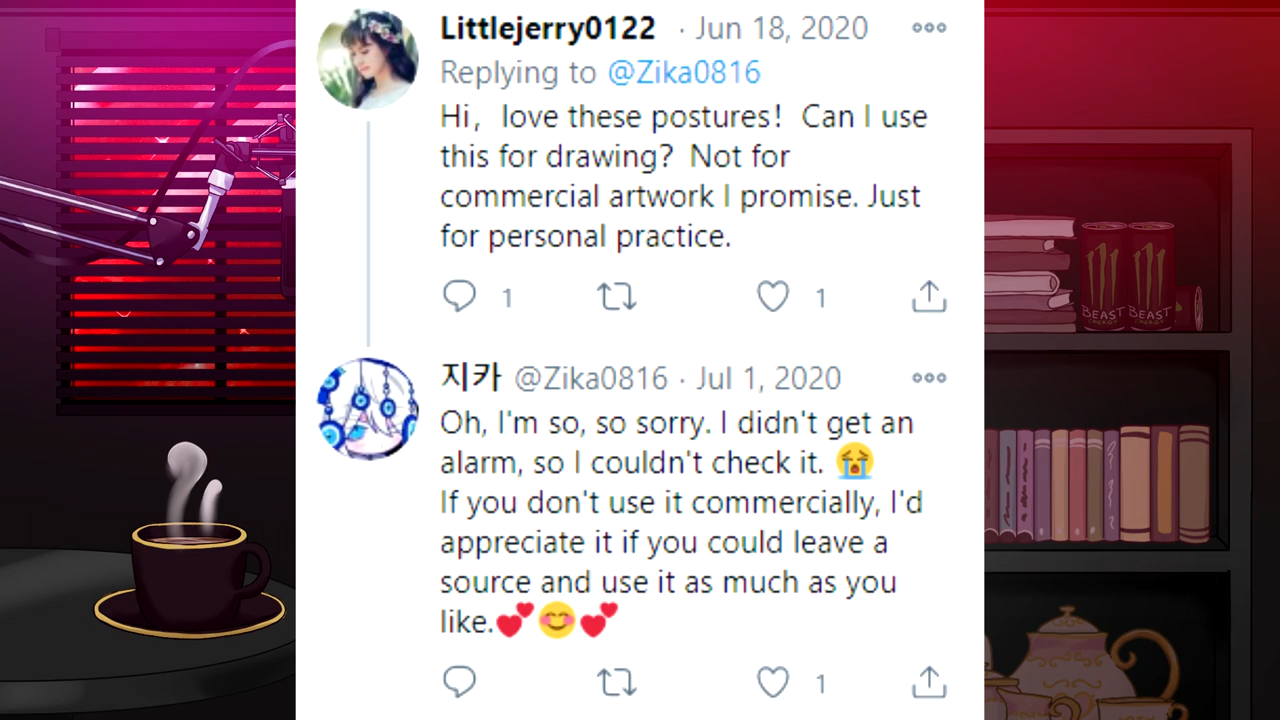 Littlejerry0122 · Jun 18, 2020
Replying to @Zika0816
Hi, love these postures! Can I use
this for drawing? Not for
commercial artwork I promise. Just
for personal practice.
1 1
지카 @Zika0816 · Jul 1, 2020
Oh, I'm so, so sorry. I didn't get an
alarm, so I couldn't check it. 😭
If you don't use it commercially, I'd
appreciate it if you could leave a
source and use it as much as you
like.💕😊💕
1
BEAST BEAST
ENERGY ENERGY